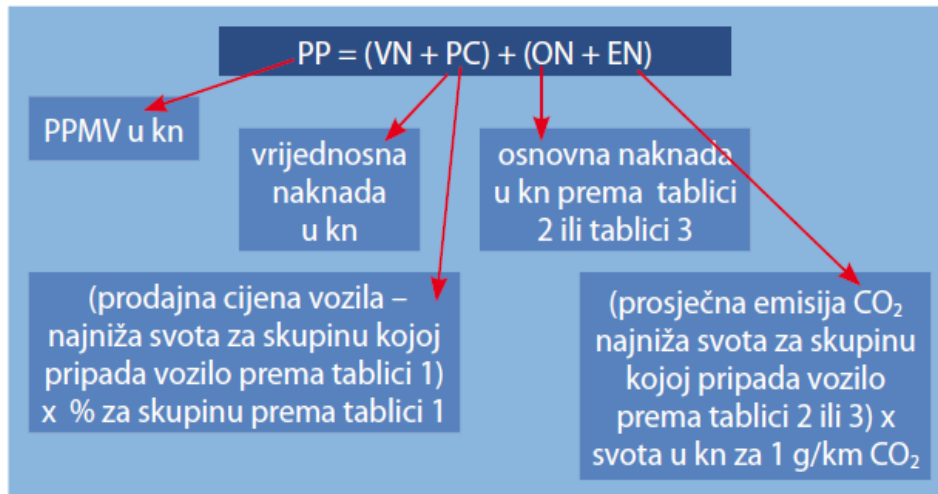 PP = (VN + PC) + (ON + EN)
PPMV u kn
vrijednosna
naknada
u kn
osnovna naknada
u kn prema tablici
2 ili tablici 3
(prodajna cijena vozila –
najniža svota za skupinu kojoj
pripada vozilo prema tablici 1)
x % za skupinu prema tablici 1
(prosječna emisija CO₂
najniža svota za skupinu
kojoj pripada vozilo
prema tablici 2 ili 3) x
svota u kn za 1 g/km CO₂